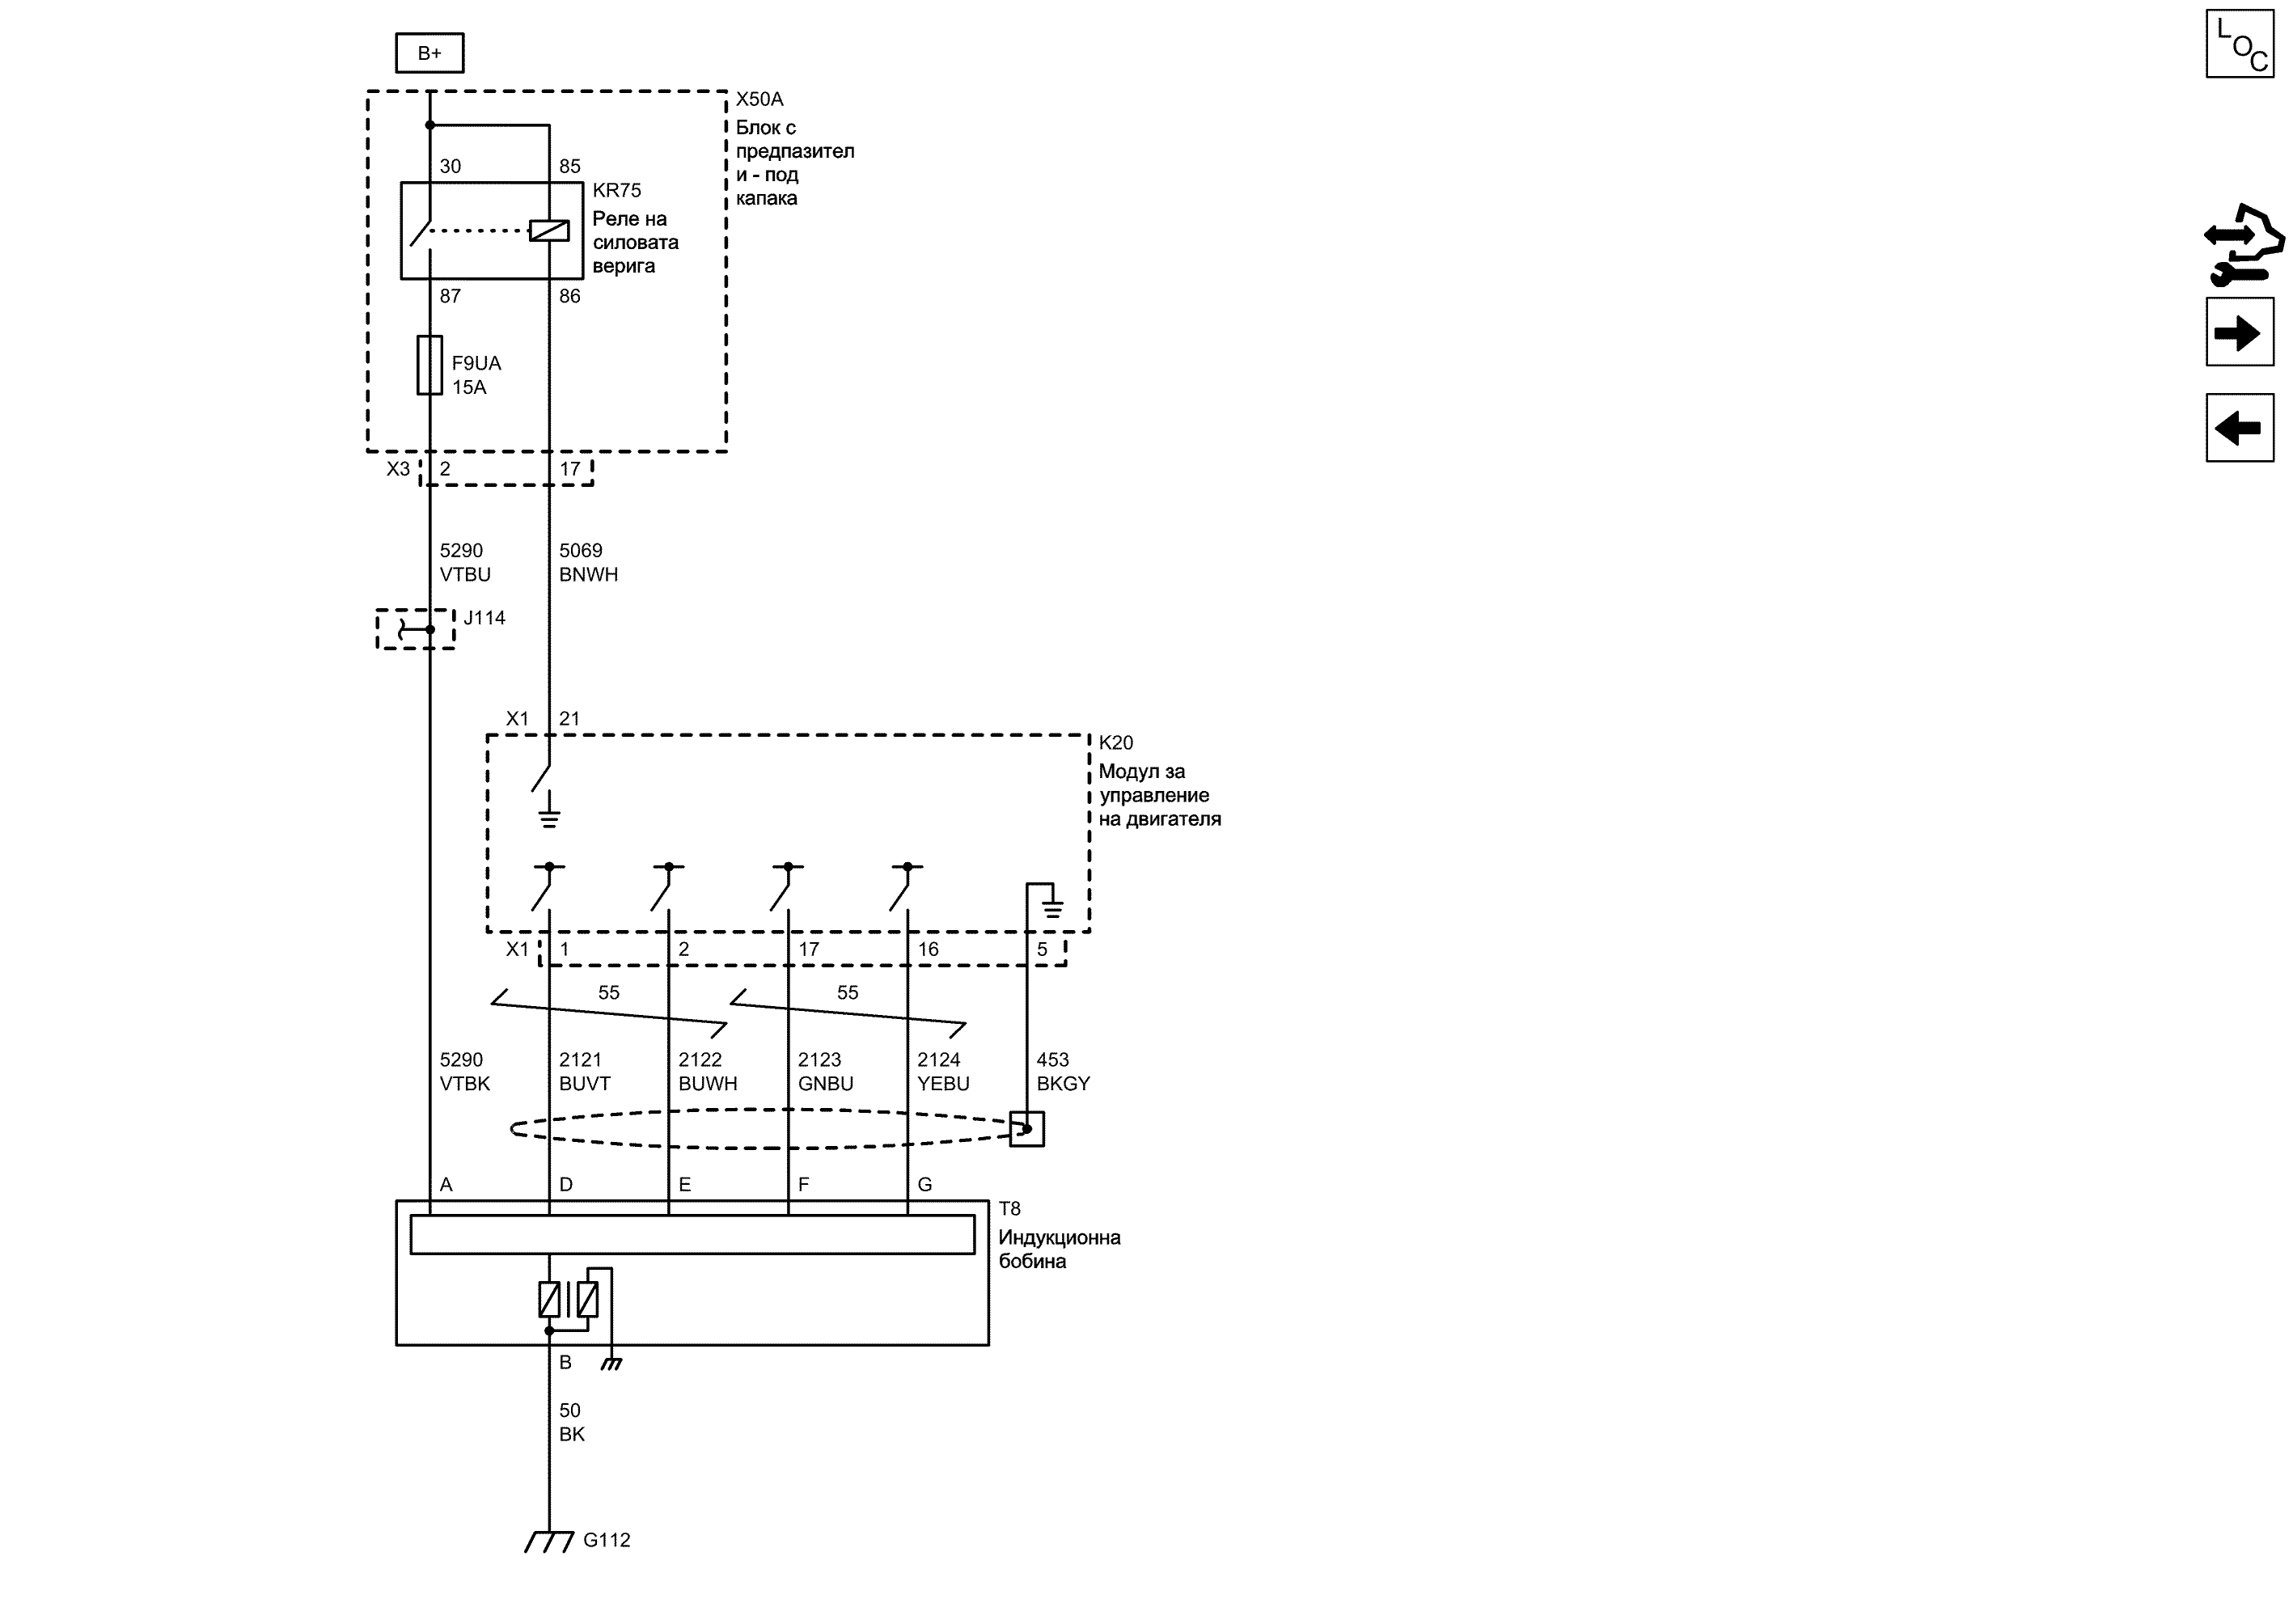 B+
LOC
X50A
Блок с
предпазител
и - под
капака
30
85
KR75
Реле на
силовата
верига
87
86
F9UA
15A
X3 2 17
5290 5069
VTBU BNWH
J114
X1 21
K20
Модул за
управление
на двигателя
X1 1 2 17 16 5
55 55
5290 2121 2122 2123 2124 453
VTBK BUVT BUWH GNBU YEBU BKGY
A D E F G
T8
Индукционна
бобина
B
50
BK
G112